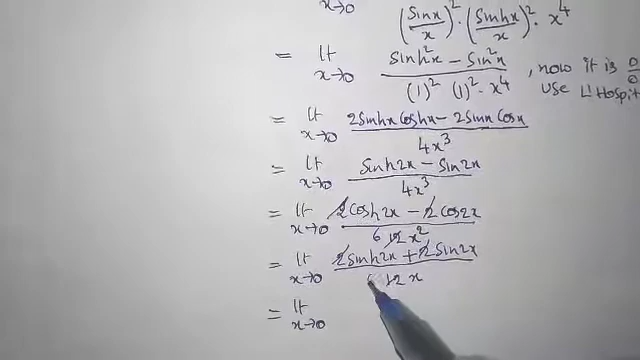 x→0 (sinx/x)² · (sinhx/x)² · x⁴
= lt x→0 (sinh²x − sin²x)/((1)² (1)² · x⁴) , now it is 0/0
use L'Hospit
= lt x→0 (2sinhx coshx − 2sinx cosx)/(4x³)
= lt x→0 (sinh2x − sin2x)/(4x³)
= lt x→0 (2cosh2x − 2cos2x)/(6 12x²)
= lt x→0 (2sinh2x + 2sin2x)/(12x)
= lt x→0